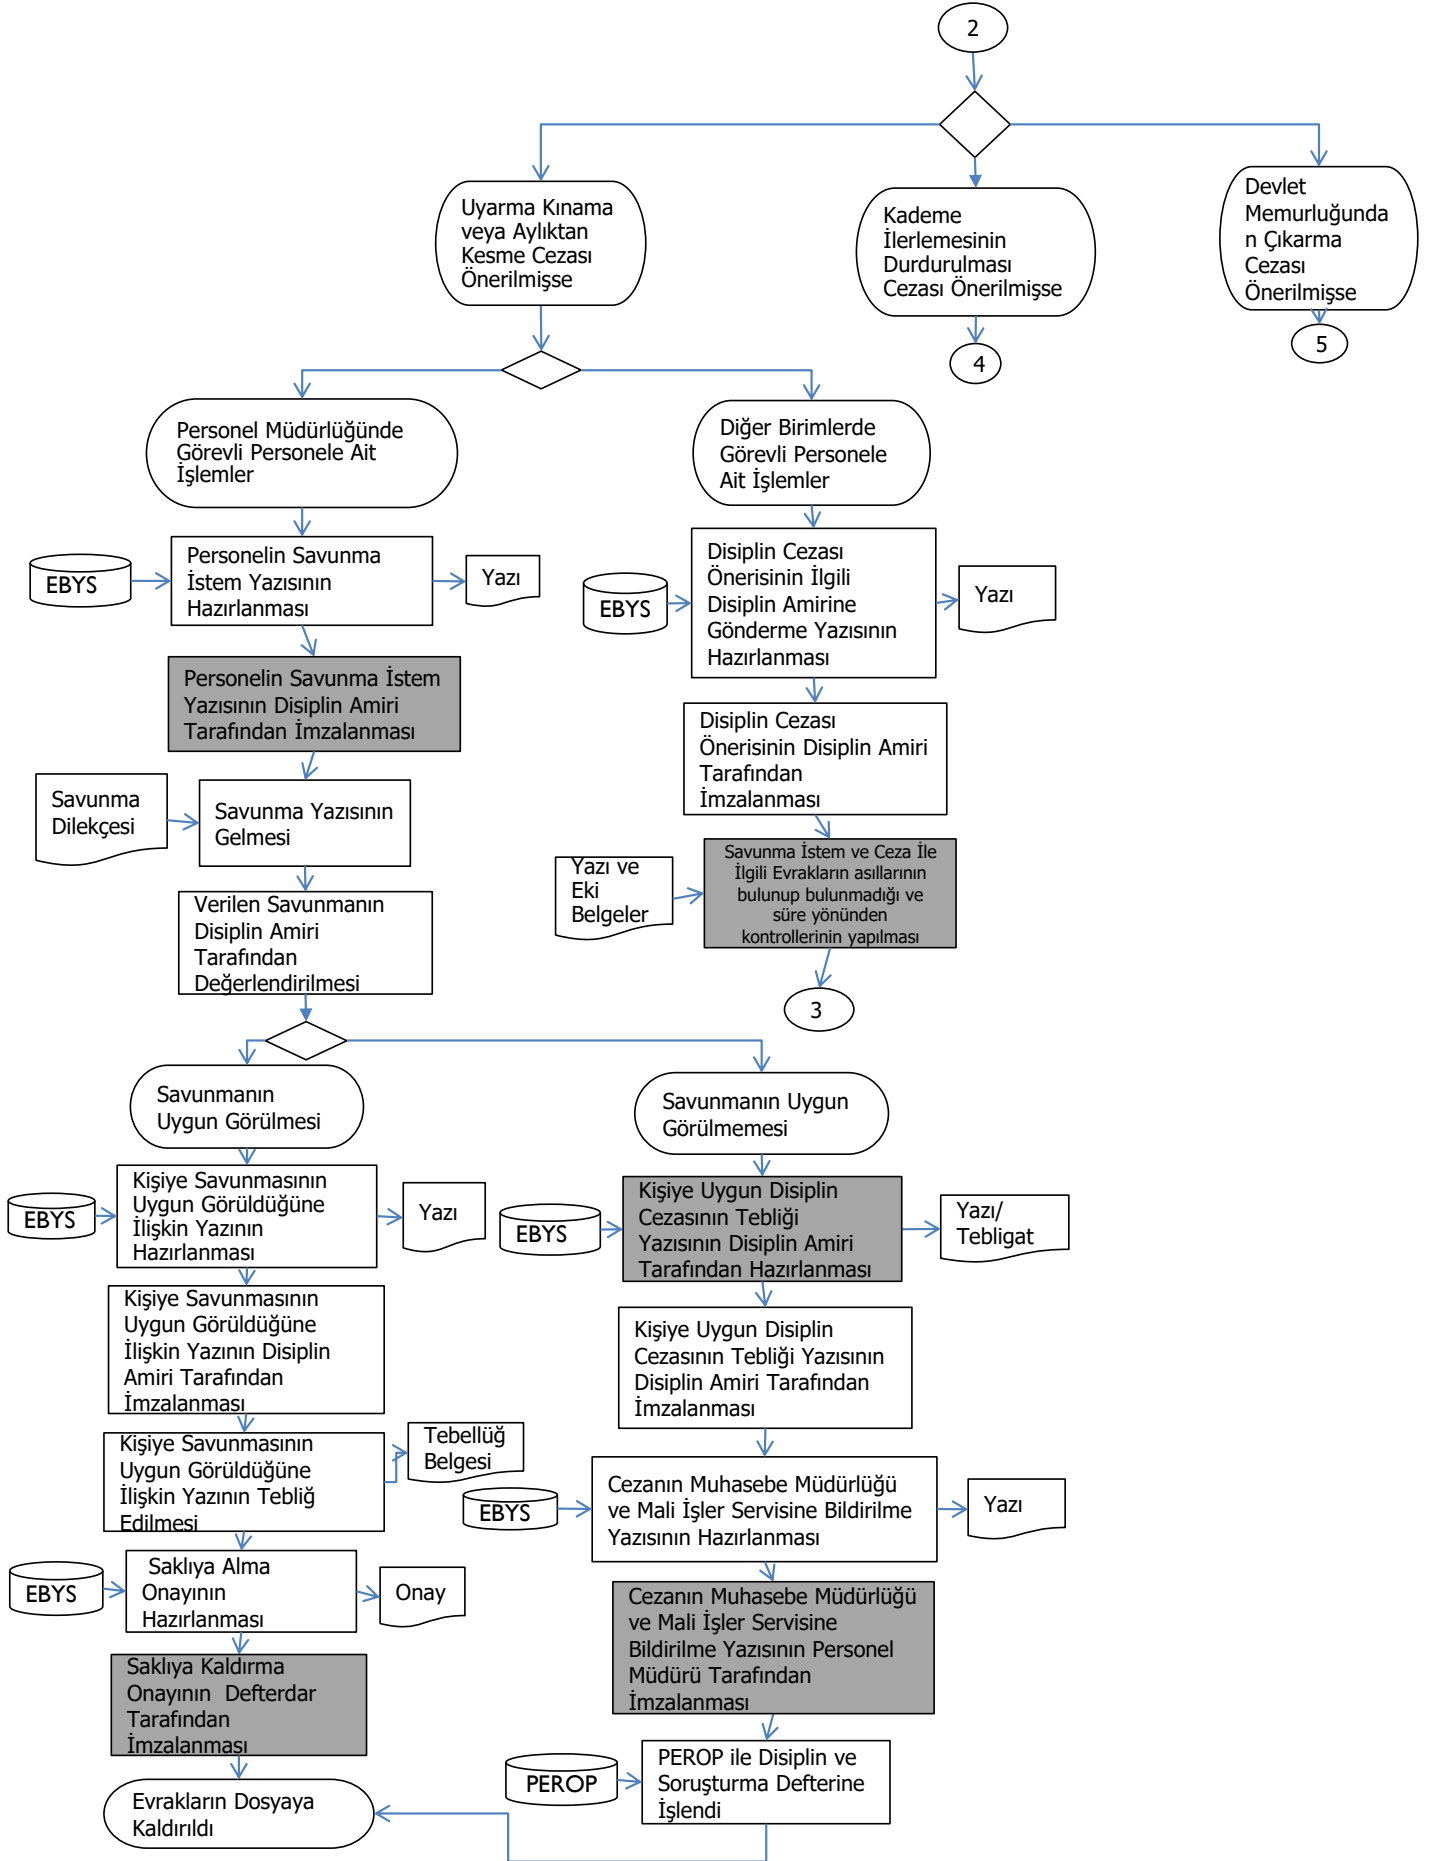 2
Uyarma Kınama
veya Aylıktan
Kesme Cezası
Önerilmişse
Kademe
İlerlemesinin
Durdurulması
Cezası Önerilmişse
Devlet
Memurluğunda
n Çıkarma
Cezası
Önerilmişse
4
5
Personel Müdürlüğünde
Görevli Personele Ait
İşlemler
Diğer Birimlerde
Görevli Personele
Ait İşlemler
EBYS
Personelin Savunma
İstem Yazısının
Hazırlanması
Yazı
EBYS
Disiplin Cezası
Önerisinin İlgili
Disiplin Amirine
Gönderme Yazısının
Hazırlanması
Yazı
Personelin Savunma İstem
Yazısının Disiplin Amiri
Tarafından İmzalanması
Disiplin Cezası
Önerisinin Disiplin Amiri
Tarafından
İmzalanması
Savunma
Dilekçesi
Savunma Yazısının
Gelmesi
Yazı ve
Eki
Belgeler
Savunma İstem ve Ceza İle
İlgili Evrakların asıllarının
bulunup bulunmadığı ve
süre yönünden
kontrollerinin yapılması
Verilen Savunmanın
Disiplin Amiri
Tarafından
Değerlendirilmesi
3
Savunmanın
Uygun Görülmesi
Savunmanın Uygun
Görülmemesi
EBYS
Kişiye Savunmasının
Uygun Görüldüğüne
İlişkin Yazının
Hazırlanması
Yazı
EBYS
Kişiye Uygun Disiplin
Cezasının Tebliği
Yazısının Disiplin Amiri
Tarafından Hazırlanması
Yazı/
Tebligat
Kişiye Savunmasının
Uygun Görüldüğüne
İlişkin Yazının Disiplin
Amiri Tarafından
İmzalanması
Kişiye Uygun Disiplin
Cezasının Tebliği Yazısının
Disiplin Amiri Tarafından
İmzalanması
Kişiye Savunmasının
Uygun Görüldüğüne
İlişkin Yazının Tebliğ
Edilmesi
Tebellüğ
Belgesi
EBYS
Cezanın Muhasebe Müdürlüğü
ve Mali İşler Servisine Bildirilme
Yazısının Hazırlanması
Yazı
EBYS
Saklıya Alma
Onayının
Hazırlanması
Onay
Cezanın Muhasebe Müdürlüğü
ve Mali İşler Servisine
Bildirilme Yazısının Personel
Müdürü Tarafından
İmzalanması
Saklıya Kaldırma
Onayının Defterdar
Tarafından
İmzalanması
PEROP
PEROP ile Disiplin ve
Soruşturma Defterine
İşlendi
Evrakların Dosyaya
Kaldırıldı